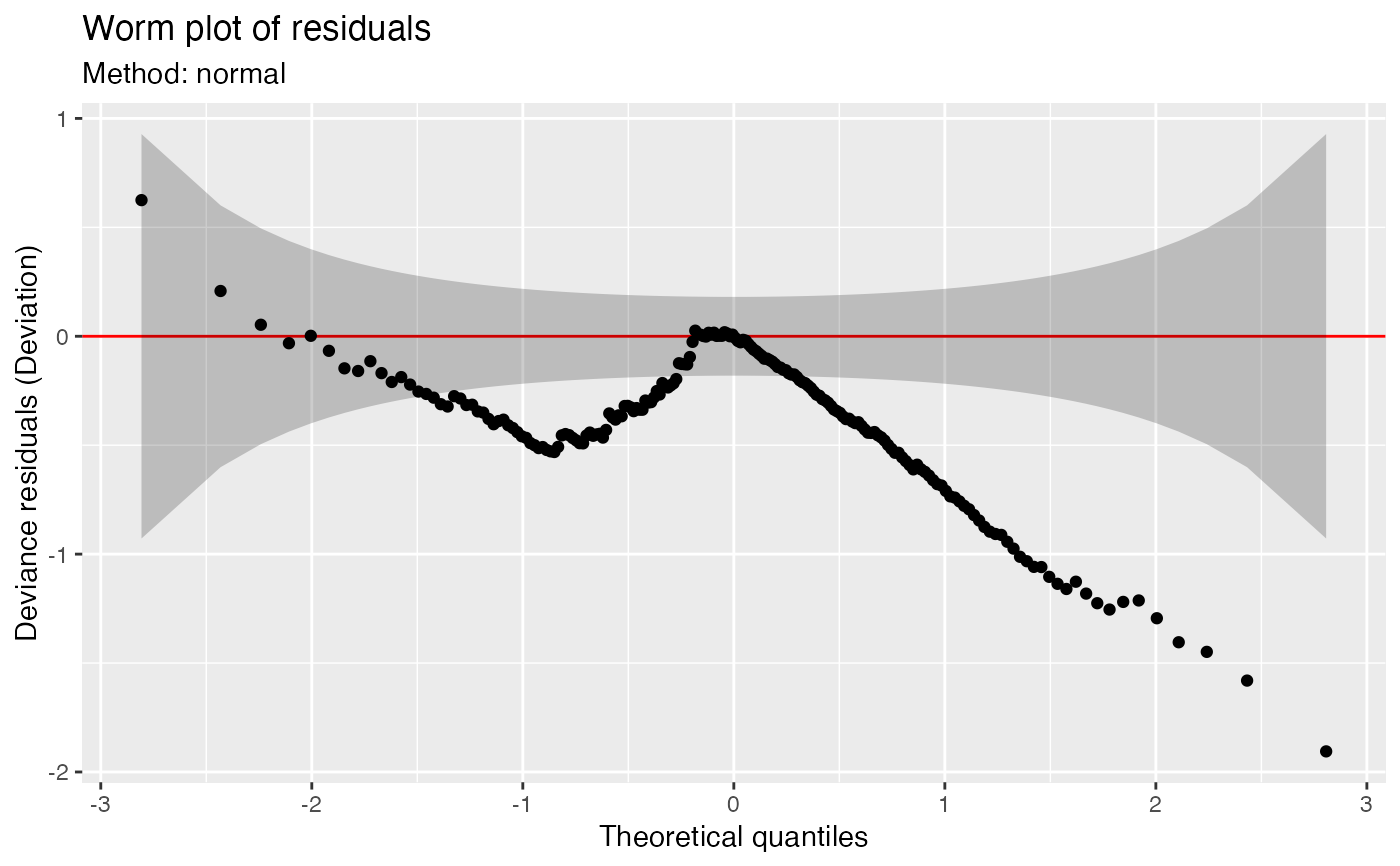 Worm plot of residuals
Method: normal
Deviance residuals (Deviation)
1
0
-1
-2
-3 -2 -1 0 1 2 3
Theoretical quantiles